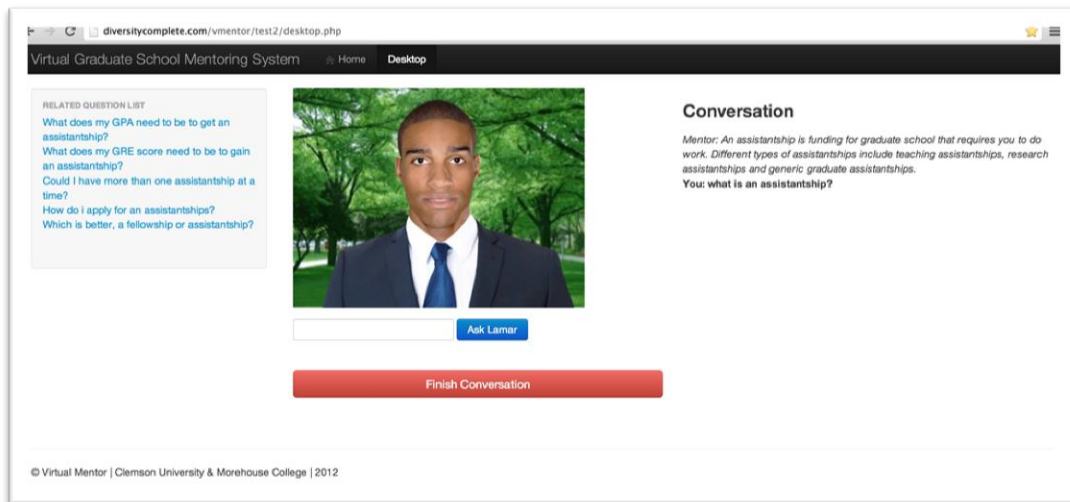 diversitycomplete.com/vmentor/test2/desktop.php
Virtual Graduate School Mentoring System Home Desktop
RELATED QUESTION LIST
What does my GPA need to be to get an
assistantship?
What does my GRE score need to be to gain
an assistantship?
Could I have more than one assistantship at a
time?
How do i apply for an assistantships?
Which is better, a fellowship or assistantship?
Ask Lamar
Finish Conversation
Conversation
Mentor: An assistantship is funding for graduate school that requires you to do
work. Different types of assistantships include teaching assistantships, research
assistantships and generic graduate assistantships.
You: what is an assistantship?
© Virtual Mentor | Clemson University & Morehouse College | 2012